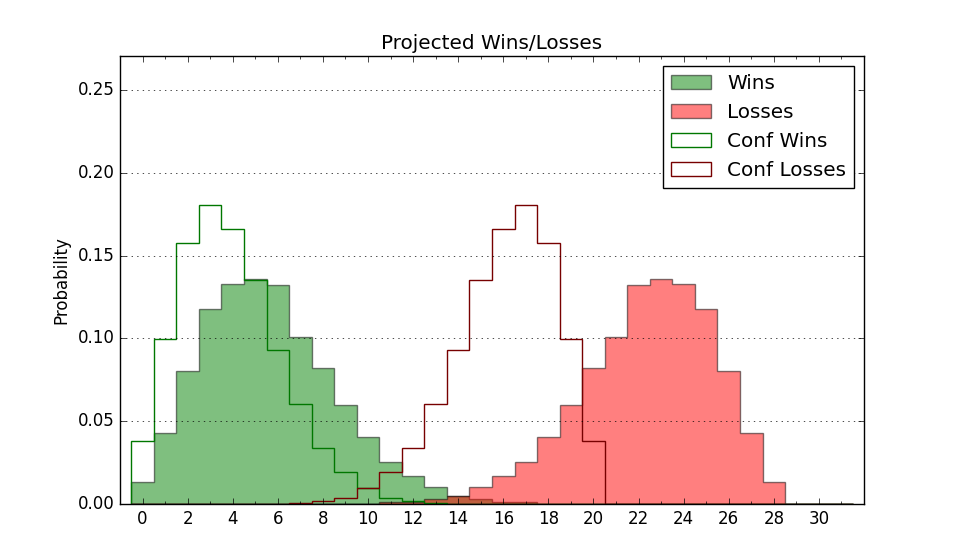 Projected Wins/Losses
Wins
Losses
Conf Wins
Conf Losses
Probability
0.25
0.20
0.15
0.10
0.05
0.00
0 2 4 6 8 10 12 14 16 18 20 22 24 26 28 30